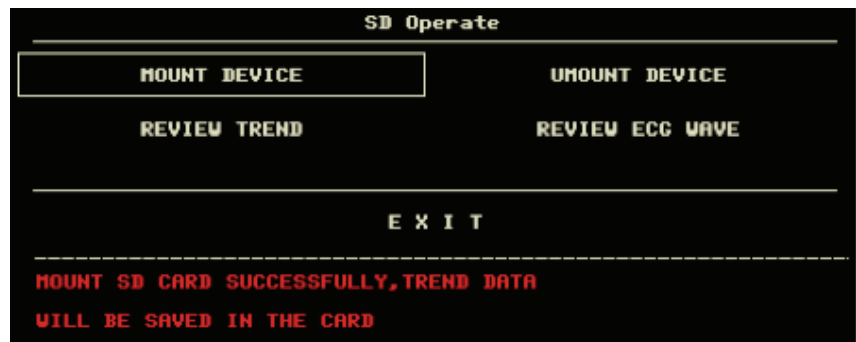 SD Operate
MOUNT DEVICE UMOUNT DEVICE
REVIEW TREND REVIEW ECG WAVE
E X I T
MOUNT SD CARD SUCCESSFULLY,TREND DATA
WILL BE SAVED IN THE CARD